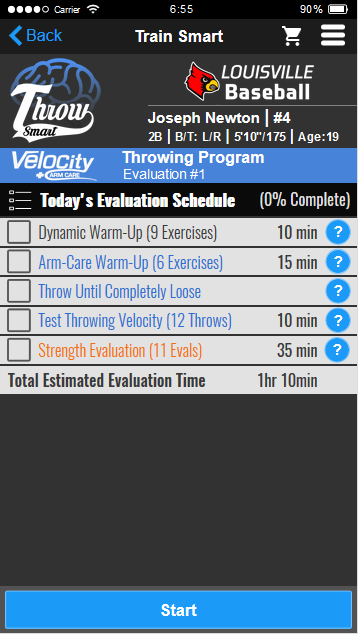 Carrier 6:55 90%
Back Train Smart
Throw
Smart
LOUISVILLE
Baseball
Joseph Newton | #4
2B | B/T: L/R | 5'10"/175 | Age:19
Velocity
+ARM CARE
Throwing Program
Evaluation #1
Today's Evaluation Schedule (0% Complete)
Dynamic Warm-Up (9 Exercises) 10 min ?
Arm-Care Warm-Up (6 Exercises) 15 min ?
Throw Until Completely Loose ?
Test Throwing Velocity (12 Throws) 10 min ?
Strength Evaluation (11 Evals) 35 min ?
Total Estimated Evaluation Time 1hr 10min
Start